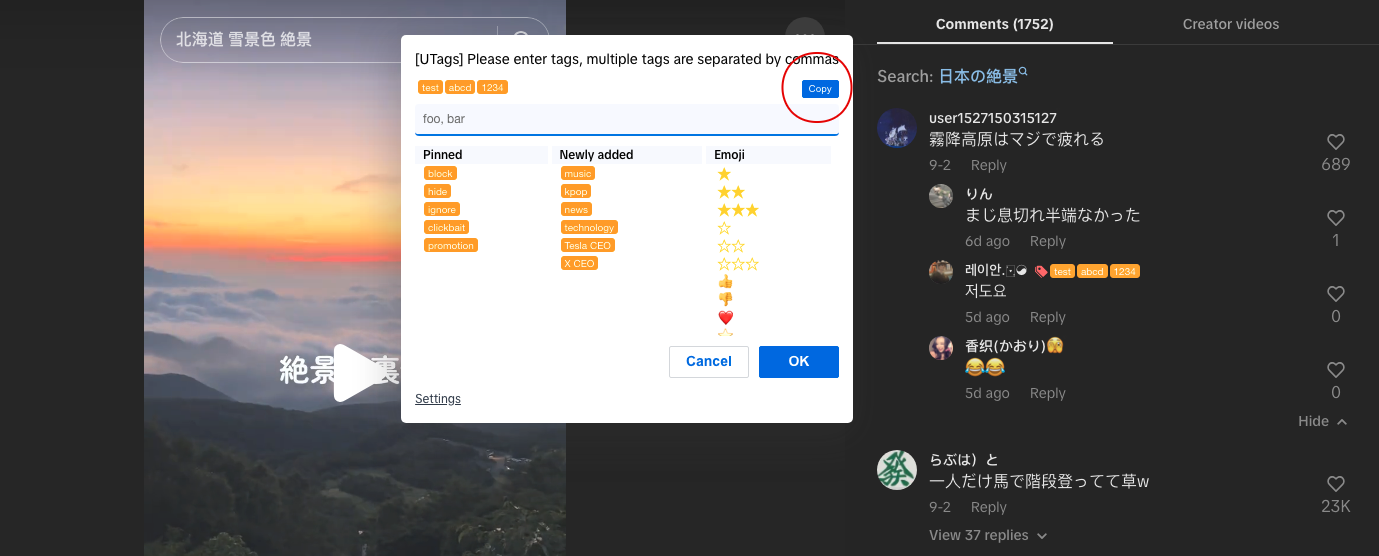 北海道 雪景色 絶景
絶景 裏
[UTags] Please enter tags, multiple tags are separated by commas
test abcd 1234
Copy
foo, bar
Pinned
block
hide
ignore
clickbait
promotion
Newly added
music
kpop
news
technology
Tesla CEO
X CEO
Emoji
★
★★
★★★
☆
☆☆
☆☆☆
👍
👎
❤️
Cancel OK
Settings
Comments (1752) Creator videos
Search: 日本の絶景
user1527150315127
霧降高原はマジで疲れる
9-2 Reply
689
りん
まじ息切れ半端なかった
6d ago Reply
1
레이안.⚀☯ 🏷️ test abcd 1234
저도요
5d ago Reply
0
香织(かおり)🫣
😂😂
5d ago Reply
0
Hide
らぶは）と
一人だけ馬で階段登ってて草w
9-2 Reply
23K
View 37 replies